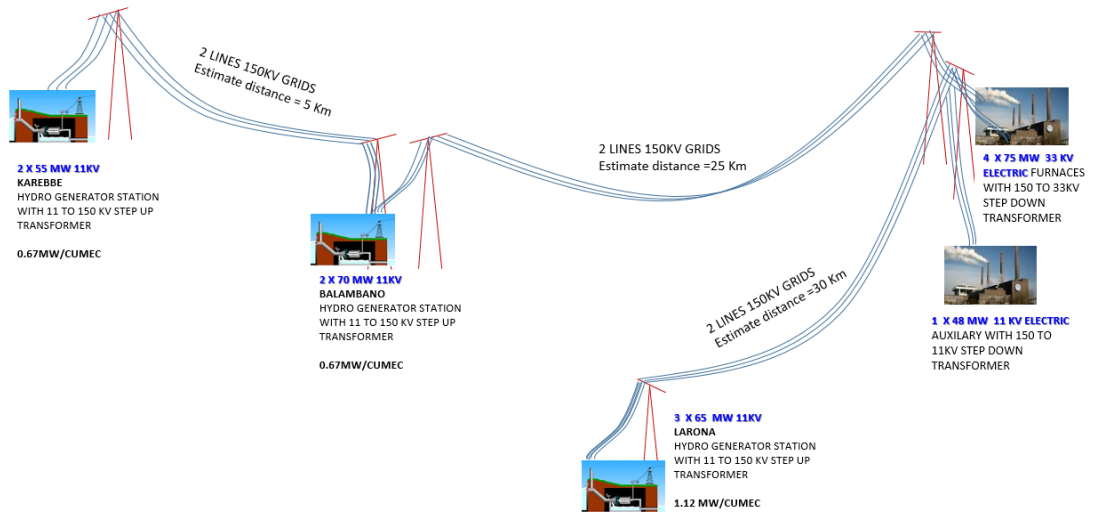 2 LINES 150KV GRIDS
Estimate distance = 5 Km
2 X 55 MW 11KV
KAREBBE
HYDRO GENERATOR STATION
WITH 11 TO 150 KV STEP UP
TRANSFORMER
0.67MW/CUMEC
2 X 70 MW 11KV
BALAMBANO
HYDRO GENERATOR STATION
WITH 11 TO 150 KV STEP UP
TRANSFORMER
0.67MW/CUMEC
2 LINES 150KV GRIDS
Estimate distance =25 Km
4 X 75 MW 33 KV
ELECTRIC FURNACES
WITH 150 TO 33KV
STEP DOWN
TRANSFORMER
2 LINES 150KV GRIDS
Estimate distance =30 Km
1 X 48 MW 11 KV ELECTRIC
AUXILARY WITH 150 TO
11KV STEP DOWN
TRANSFORMER
3 X 65 MW 11KV
LARONA
HYDRO GENERATOR STATION
WITH 11 TO 150 KV STEP UP
TRANSFORMER
1.12 MW/CUMEC